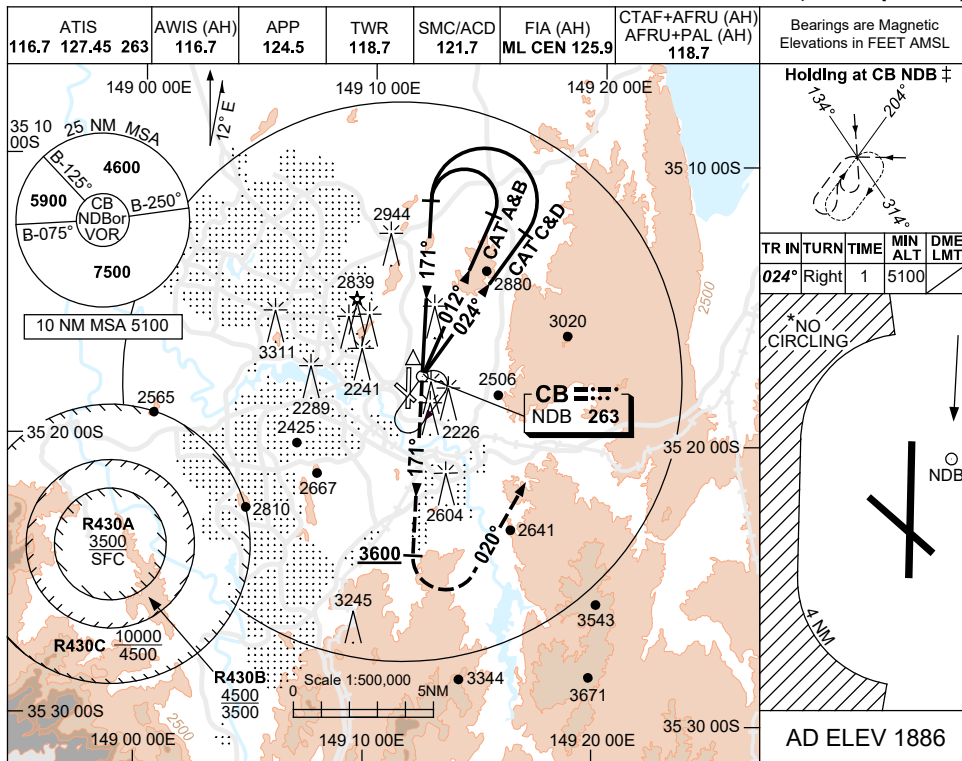 ATIS
116.7 127.45 263
AWIS (AH)
116.7
APP
124.5
TWR
118.7
SMC/ACD
121.7
FIA (AH)
ML CEN 125.9
CTAF+AFRU (AH)
AFRU+PAL (AH)
118.7
Bearings are Magnetic
Elevations in FEET AMSL
149 00 00E
149 10 00E
149 20 00E
12° E
35 10
00S
25 NM MSA
B-125°
4600
5900
CB
NDBor
VOR
B-250°
B-075°
7500
10 NM MSA 5100
35 10 00S
2944
2839
3311
2241
2289
171°
CAT A&B
CAT C&D
012°
024°
2880
3020
2500
2506
CB
NDB 263
2226
2565
35 20 00S
2425
2667
2810
171°
2604
2641
020°
3600
35 20 00S
R430A
3500
SFC
R430C 10000
4500
R430B
4500
3500
3245
3543
3344
3671
Scale 1:500,000
0
5NM
35 30 00S
2500
35 30 00S
149 00 00E
149 10 00E
149 20 00E
Holding at CB NDB ‡
134°
204°
314°
TR IN
TURN
TIME
MIN
ALT
DME
LMT
024°
Right
1
5100
*NO
CIRCLING
NDB
4 NM
AD ELEV 1886